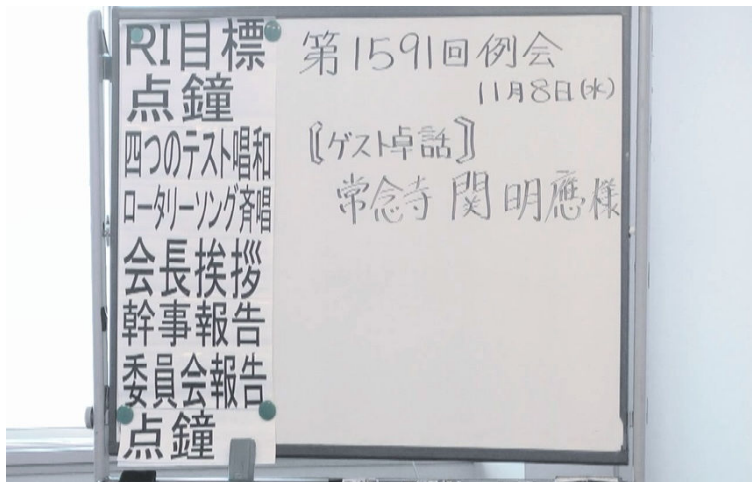 RI目標
点鐘
四つのテスト唱和
ロータリーソング斉唱
会長挨拶
幹事報告
委員会報告
点鐘
第1591回例会
11月8日(水)
〖ゲスト卓話〗
常念寺 関 明應様